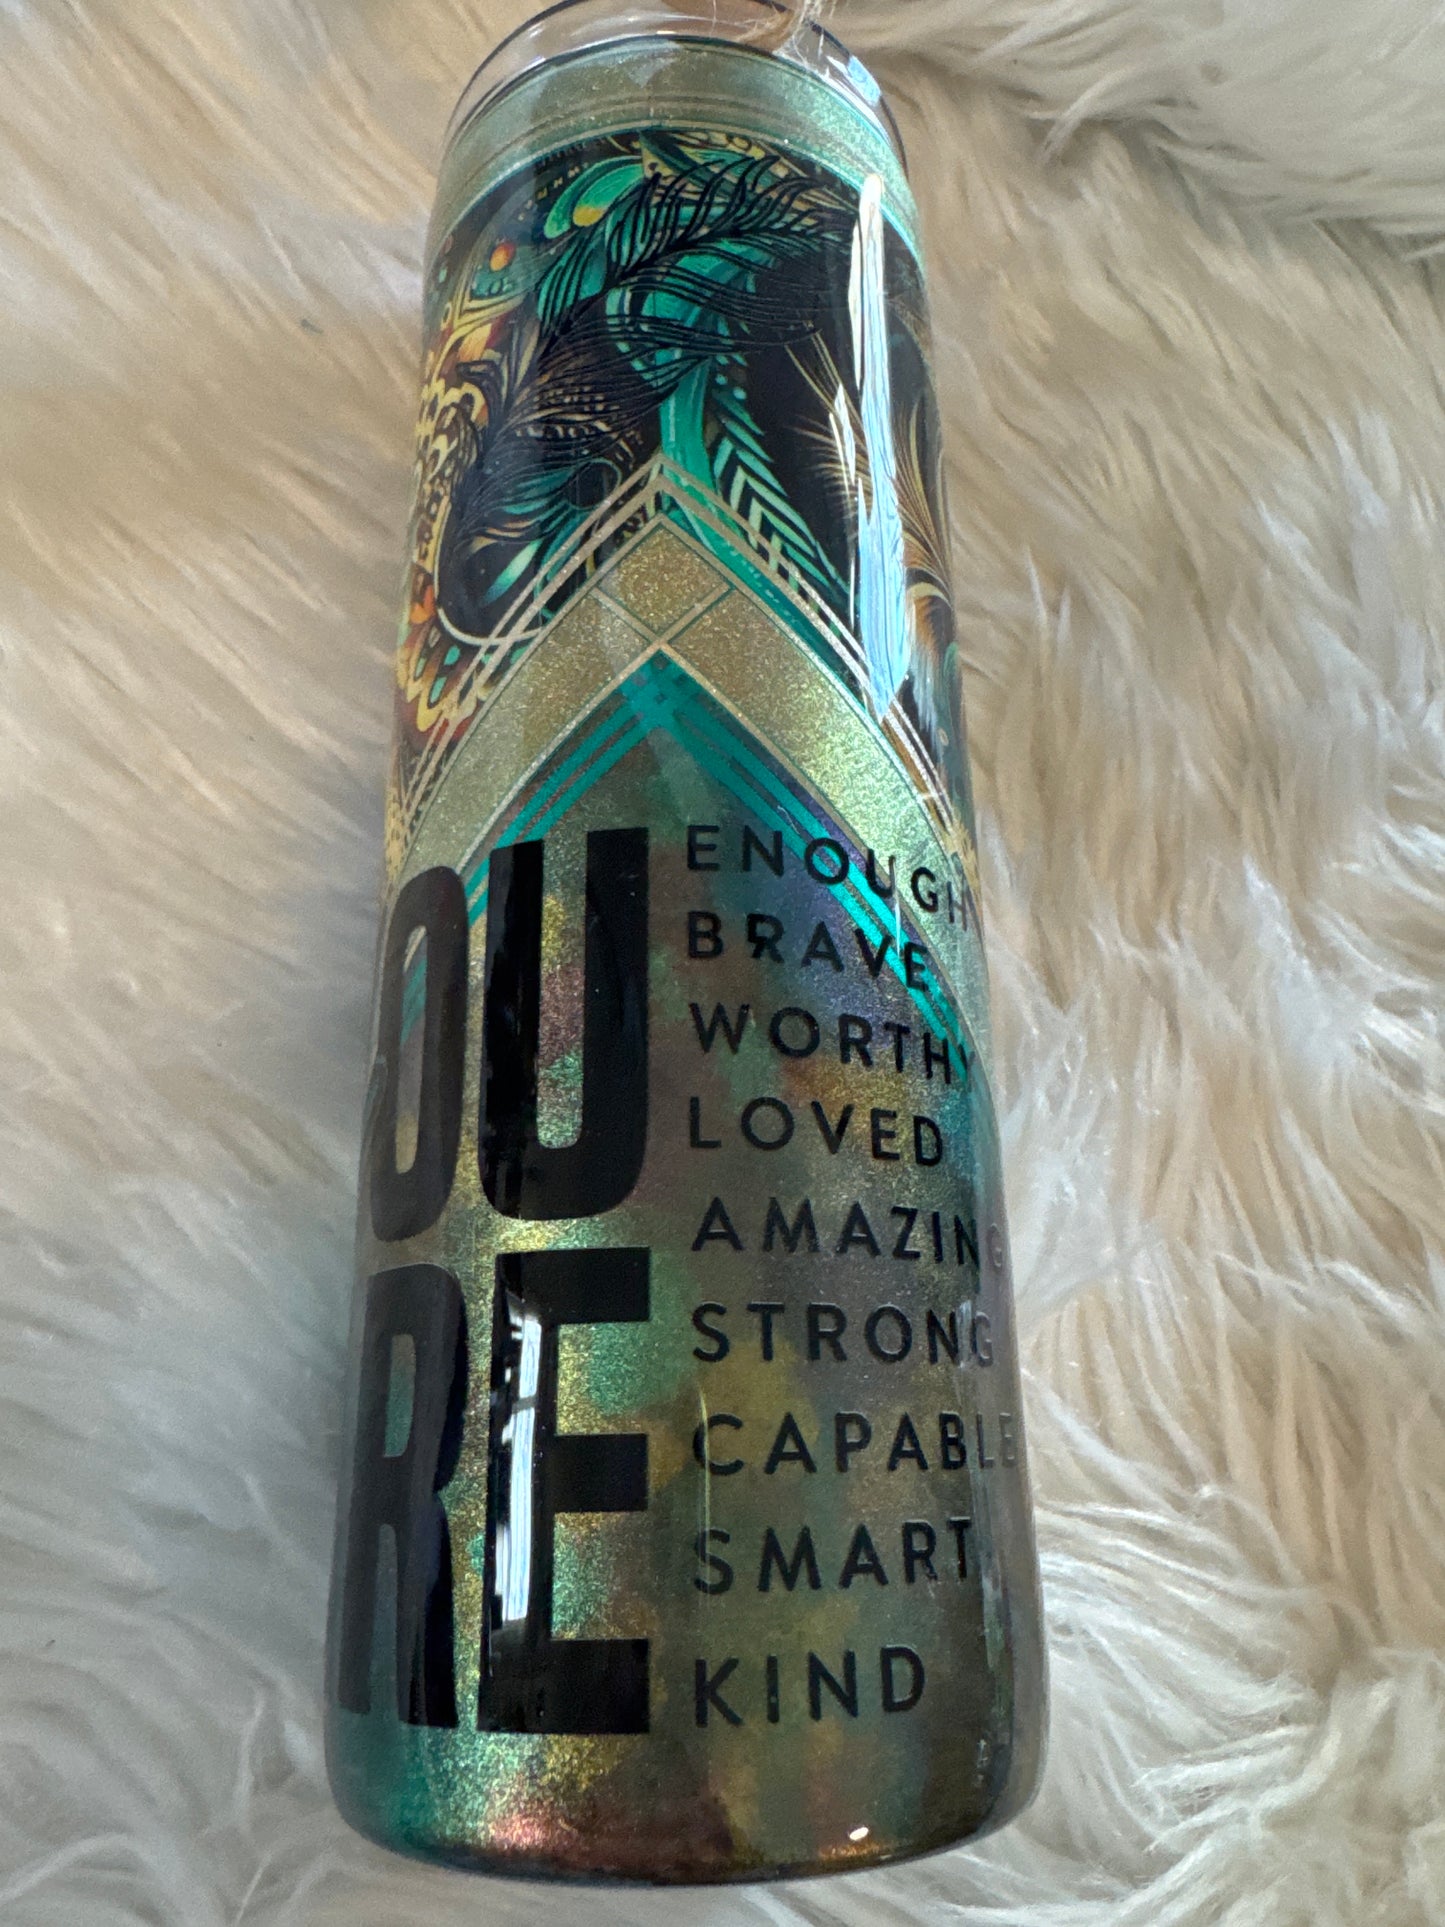 OU
RE
ENOUGH
BRAVE
WORTHY
LOVED
AMAZING
STRONG
CAPABLE
SMART
KIND